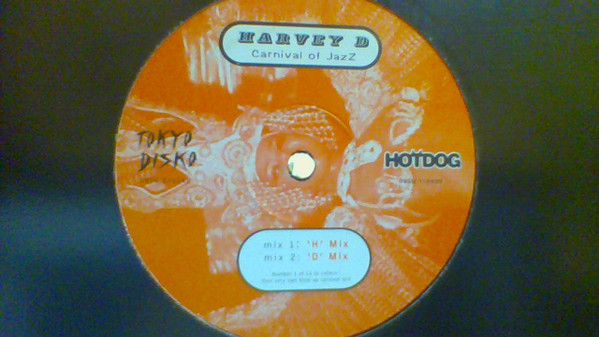 HARVEY D
Carnival of JazZ
TOKYO
DISKO
HOTDOG
mix 1: 'H' Mix
mix 2: 'D' Mix